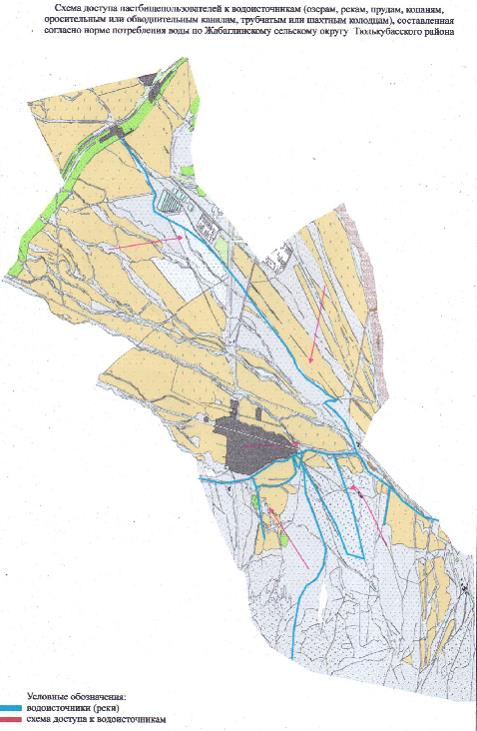 Схема доступа пастбищепользователей к водоисточникам (озерам, рекам, прудам, копаням,
оросительным или обводнительным каналам, трубчатым или шахтным колодцам), составленная
согласно норме потребления воды по Жабаглинскому сельскому округу Тюлькубасского района
Условные обозначения:
водоисточники (реки)
схема доступа к водоисточникам